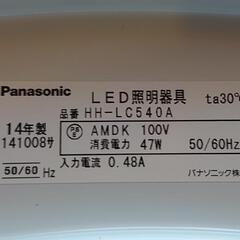 Panasonic LED照明器具 ta30°
品番 HH-LC540A
14年製 AMDK 100V
141008サ 消費電力 47W 50/60Hz
50/60 Hz 入力電流 0.48A
パナソニック株